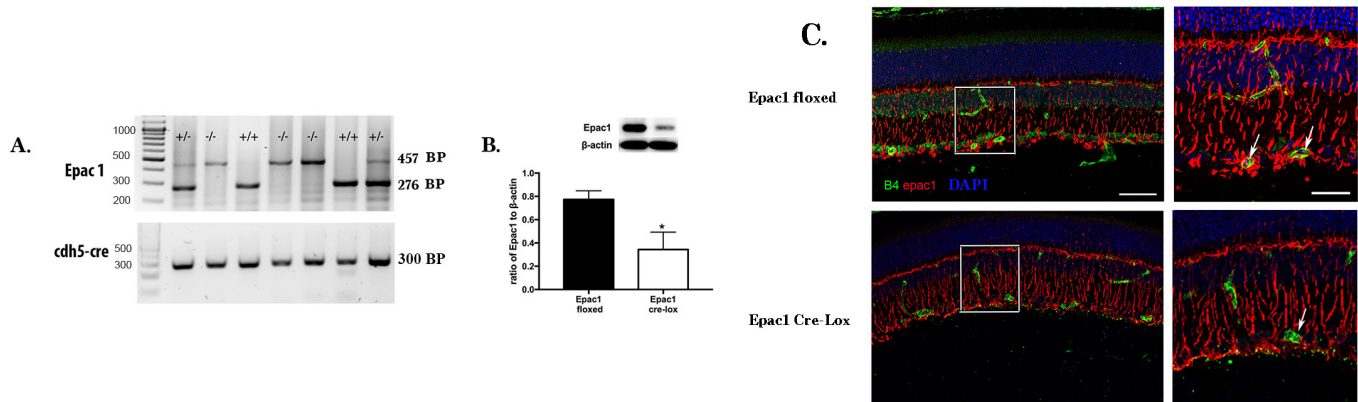 A.
1000
500
300
200
+/-
-/-
+/+
-/-
-/-
+/+
+/-
Epac 1
457 BP
276 BP
cdh5-cre
500
300
300 BP
B.
Epac1
β-actin
ratio of Epac1 to β-actin
1.0
0.8
0.6
0.4
0.2
0.0
*
Epac1 floxed
Epac1 cre-lox
C.
Epac1 floxed
B4 epac1 DAPI
Epac1 Cre-Lox